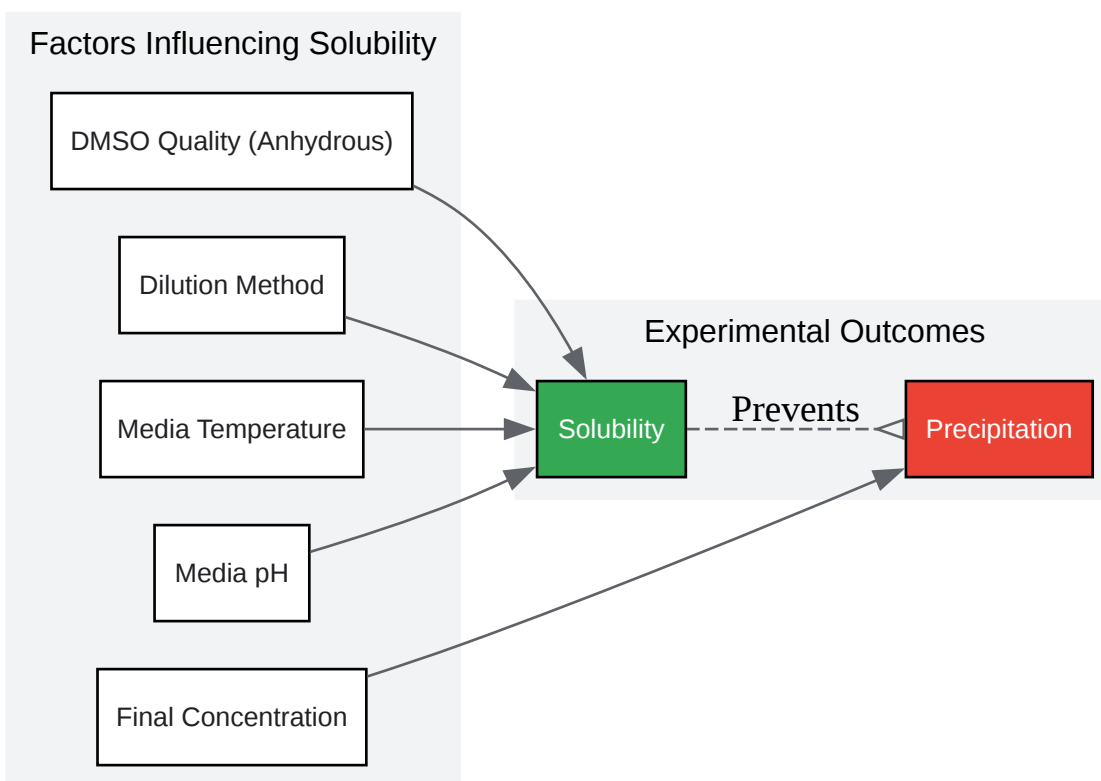 Factors Influencing Solubility
DMSO Quality (Anhydrous)
Dilution Method
Media Temperature
Media pH
Final Concentration
Experimental Outcomes
Solubility
Prevents
Precipitation